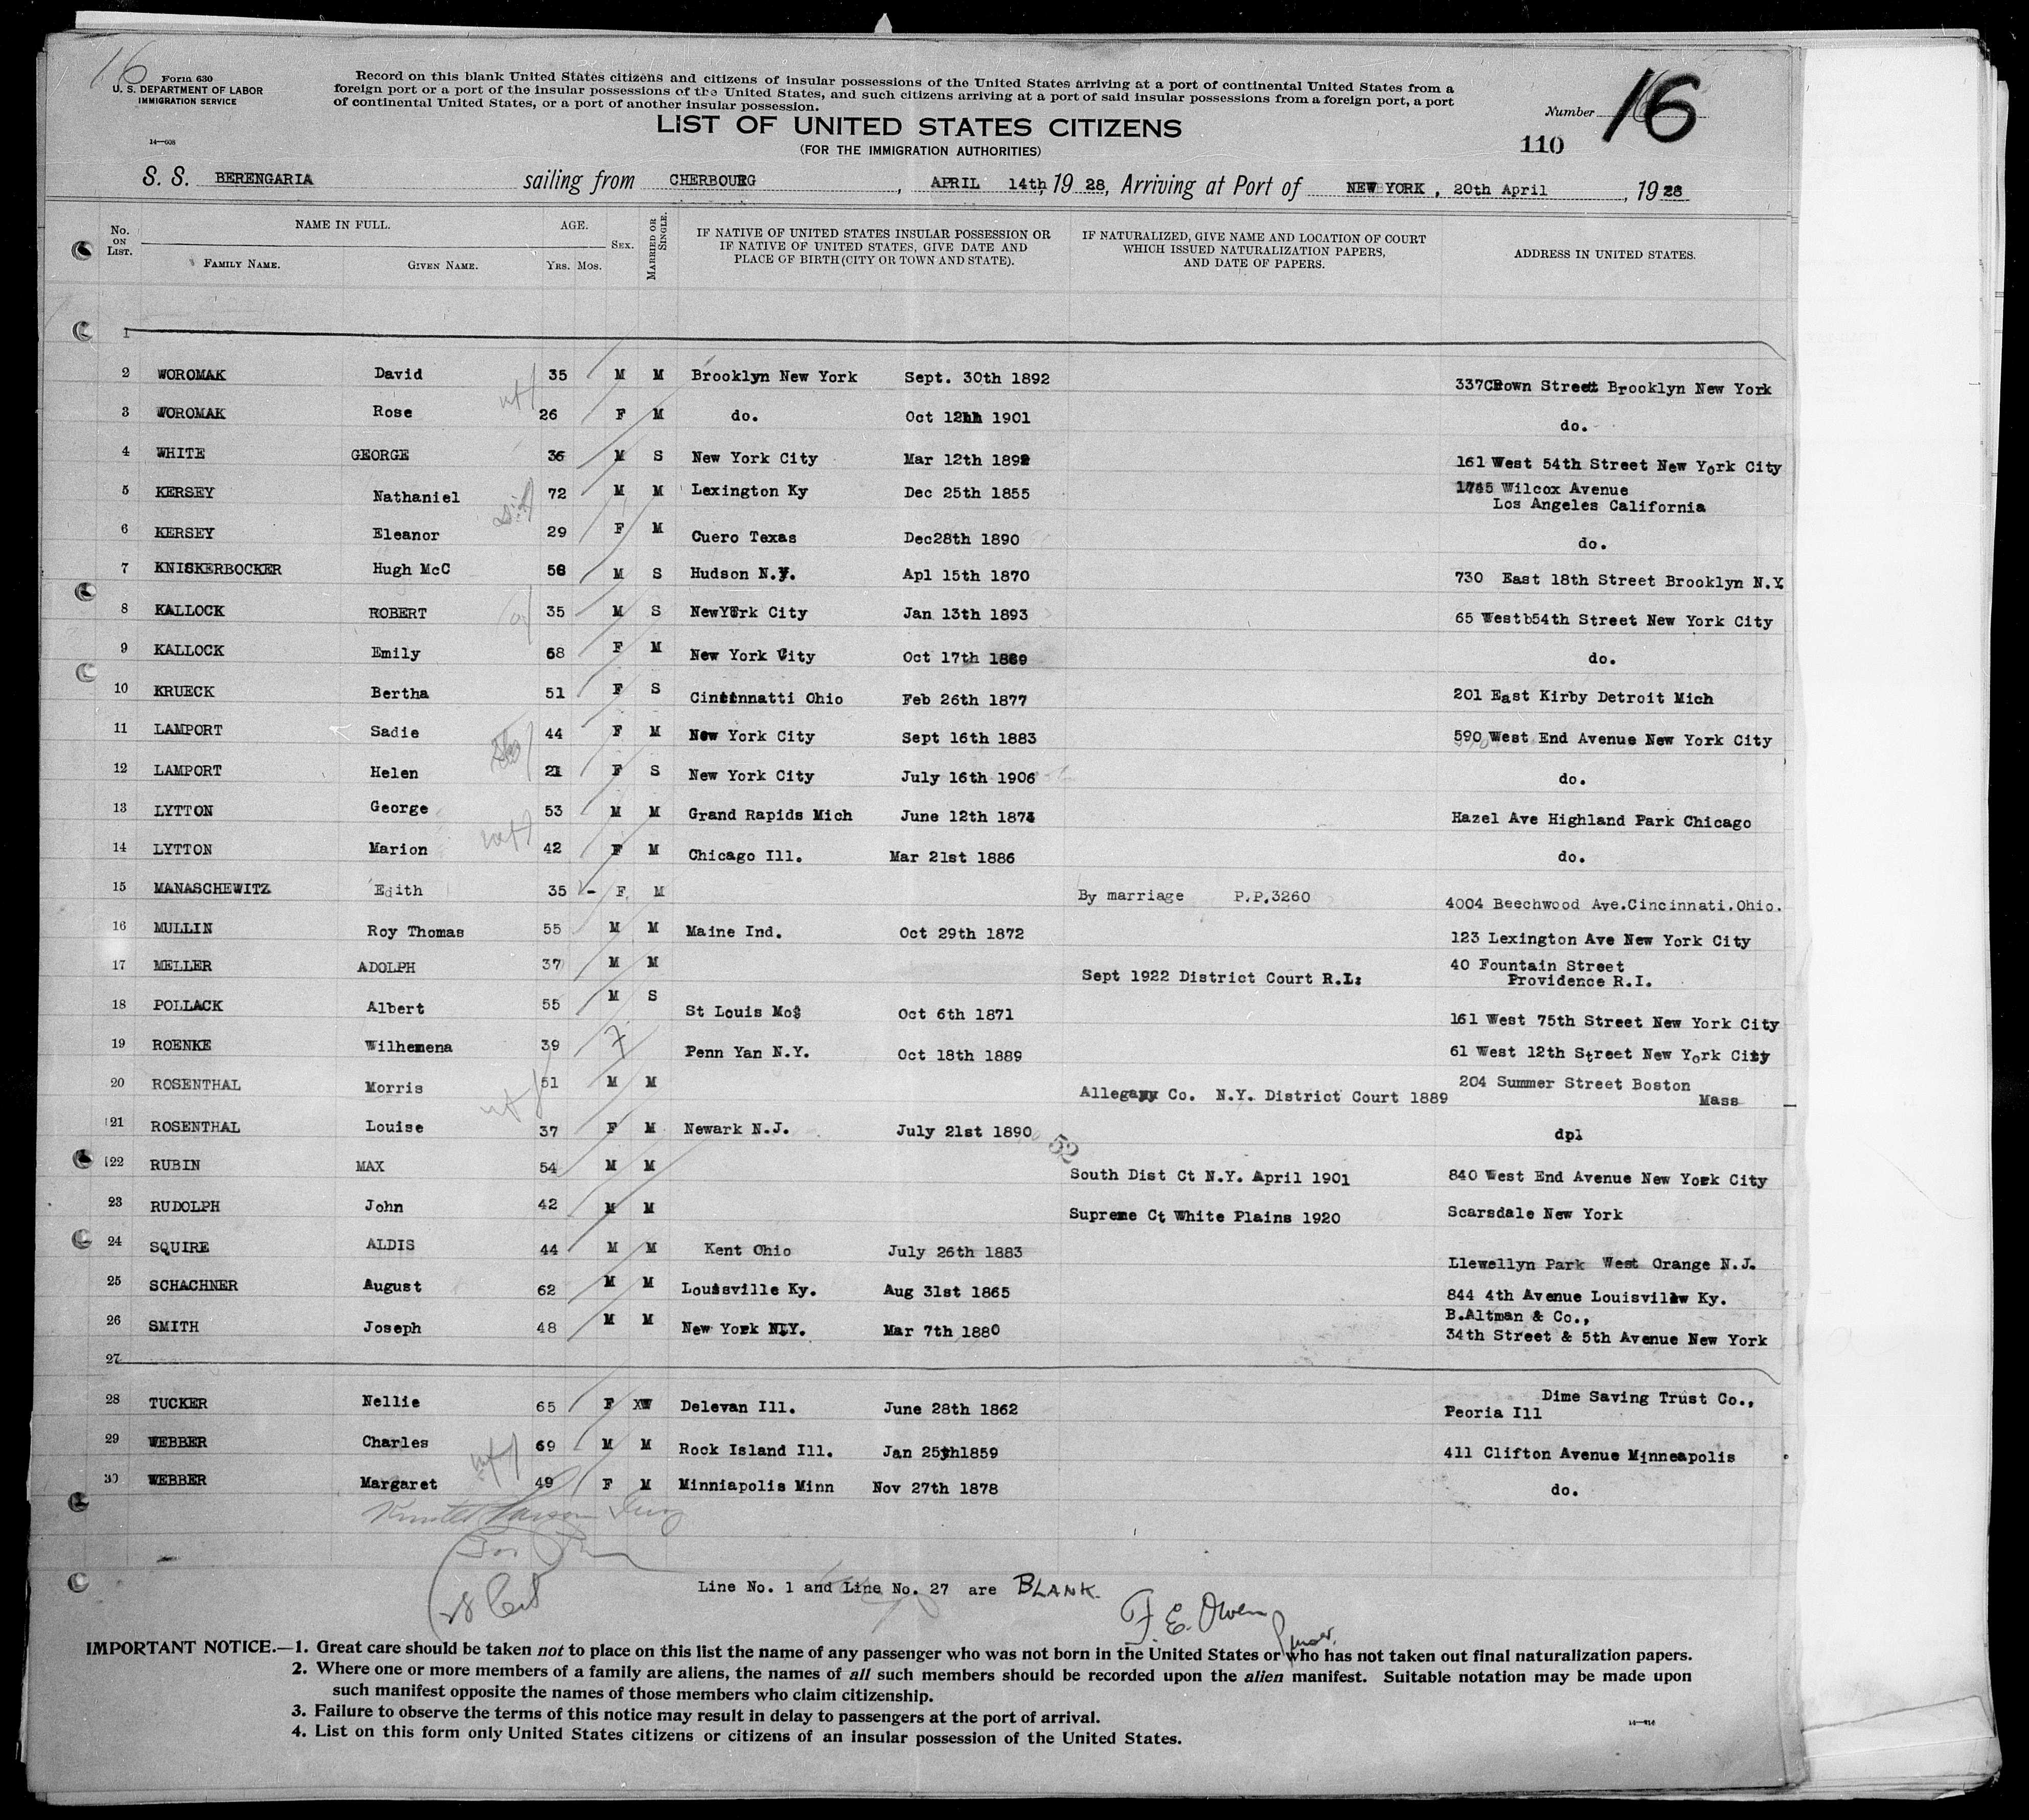 16
Form 630
U. S. DEPARTMENT OF LABOR
IMMIGRATION SERVICE
14—608
Record on this blank United States citizens and citizens of insular possessions of the United States arriving at a port of continental United States from a
foreign port or a port of the insular possessions of the United States, and such citizens arriving at a port of said insular possessions from a foreign port, a port
of continental United States, or a port of another insular possession.
LIST OF UNITED STATES CITIZENS
(FOR THE IMMIGRATION AUTHORITIES)
Number 16
110
S. S. BERENGARIA sailing from CHERBOURG, APRIL 14th, 19 28, Arriving at Port of NEW YORK, 20th April, 19 28
No. ON LIST. NAME IN FULL. FAMILY NAME. GIVEN NAME. AGE. YRS. MOS. SEX. MARRIED OR SINGLE. IF NATIVE OF UNITED STATES INSULAR POSSESSION OR IF NATIVE OF UNITED STATES, GIVE DATE AND PLACE OF BIRTH (CITY OR TOWN AND STATE). IF NATURALIZED, GIVE NAME AND LOCATION OF COURT WHICH ISSUED NATURALIZATION PAPERS, AND DATE OF PAPERS. ADDRESS IN UNITED STATES.
1
2 WOROMAK David 35 M M Brooklyn New York Sept. 30th 1892 337 Crown Street Brooklyn New York
3 WOROMAK Rose 26 F M do. Oct 12th 1901 do.
4 WHITE GEORGE 36 M S New York City Mar 12th 1892 161 West 54th Street New York City
5 KERSEY Nathaniel 72 M M Lexington Ky Dec 25th 1855 1745 Wilcox Avenue
Los Angeles California
6 KERSEY Eleanor 29 F M Cuero Texas Dec28th 1890 do.
7 KNISKERBOCKER Hugh McC 58 M S Hudson N.Y. Apl 15th 1870 730 East 18th Street Brooklyn N.Y.
8 KALLOCK ROBERT 35 M S NewYork City Jan 13th 1893 65 Westb54th Street New York City
9 KALLOCK Emily 68 F M New York City Oct 17th 1869 do.
10 KRUECK Bertha 51 F S Cincinnatti Ohio Feb 26th 1877 201 East Kirby Detroit Mich
11 LAMPORT Sadie 44 F M New York City Sept 16th 1883 590 West End Avenue New York City
12 LAMPORT Helen 21 F S New York City July 16th 1906 do.
13 LYTTON George 53 M M Grand Rapids Mich June 12th 1874 Hazel Ave Highland Park Chicago
14 LYTTON Marion 42 F M Chicago Ill. Mar 21st 1886 do.
15 MANASCHEWITZ Edith 35 - F. M By marriage P.P.3260 4004 Beechwood Ave.Cincinnati.Ohio.
16 MULLIN Roy Thomas 55 M M Maine Ind. Oct 29th 1872 123 Lexington Ave New York City
17 MELLER ADOLPH 37 M M Sept 1922 District Court R.I: 40 Fountain Street
Providence R.I.
18 POLLACK Albert 55 M S St Louis Mo$ Oct 6th 1871 161 West 75th Street New York City
19 ROENKE Wilhemena 39 F Penn Yan N.Y. Oct 18th 1889 61 West 12th Street New York City
20 ROSENTHAL Morris 51 M M Allegany Co. N.Y. District Court 1889 204 Summer Street Boston
Mass
21 ROSENTHAL Louise 37 F M Newark N.J. July 21st 1890 dpl
52
22 RUBIN MAX 54 M M South Dist Ct N.Y. April 1901 840 West End Avenue New York City
23 RUDOLPH John 42 M M Supreme Ct White Plains 1920 Scarsdale New York
24 SQUIRE ALDIS 44 M M Kent Ohio July 26th 1883 Llewellyn Park West Orange N.J.
25 SCHACHNER August 62 M M Louisville Ky. Aug 31st 1865 844 4th Avenue Louisvillw Ky.
26 SMITH Joseph 48 M M New York N.Y. Mar 7th 1880 B.Altman & Co.,
34th Street & 5th Avenue New York
27
28 TUCKER Nellie 65 F XW Delevan Ill. June 28th 1862 Dime Saving Trust Co.,
Peoria Ill
29 WEBBER Charles 69 M M Rock Island Ill. Jan 25th1859 411 Clifton Avenue Minneapolis
30 WEBBER Margaret 49 F M Minniapolis Minn Nov 27th 1878 do.
Line No. 1 and Line No. 27 are BLANK.
F. E. Owen
Purser.
IMPORTANT NOTICE.—1. Great care should be taken not to place on this list the name of any passenger who was not born in the United States or who has not taken out final naturalization papers.
2. Where one or more members of a family are aliens, the names of all such members should be recorded upon the alien manifest. Suitable notation may be made upon
such manifest opposite the names of those members who claim citizenship.
3. Failure to observe the terms of this notice may result in delay to passengers at the port of arrival.
4. List on this form only United States citizens or citizens of an insular possession of the United States.